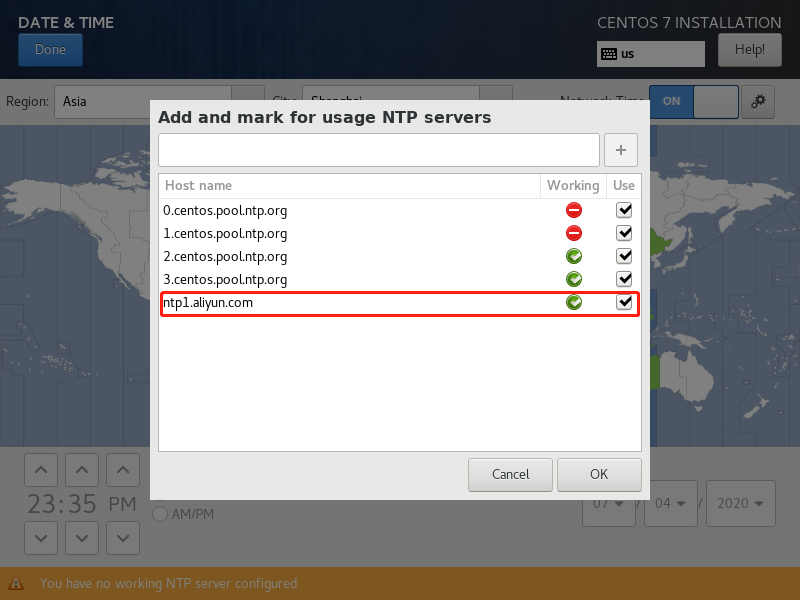 DATE & TIME
CENTOS 7 INSTALLATION
Done
us
Help!
Region:
Asia
City:
Shanghai
Network Time
ON
Add and mark for usage NTP servers
+
Host name Working Use
0.centos.pool.ntp.org
1.centos.pool.ntp.org
2.centos.pool.ntp.org
3.centos.pool.ntp.org
ntp1.aliyun.com
Cancel
OK
23:35 PM
AM/PM
07 / 04 / 2020
You have no working NTP server configured